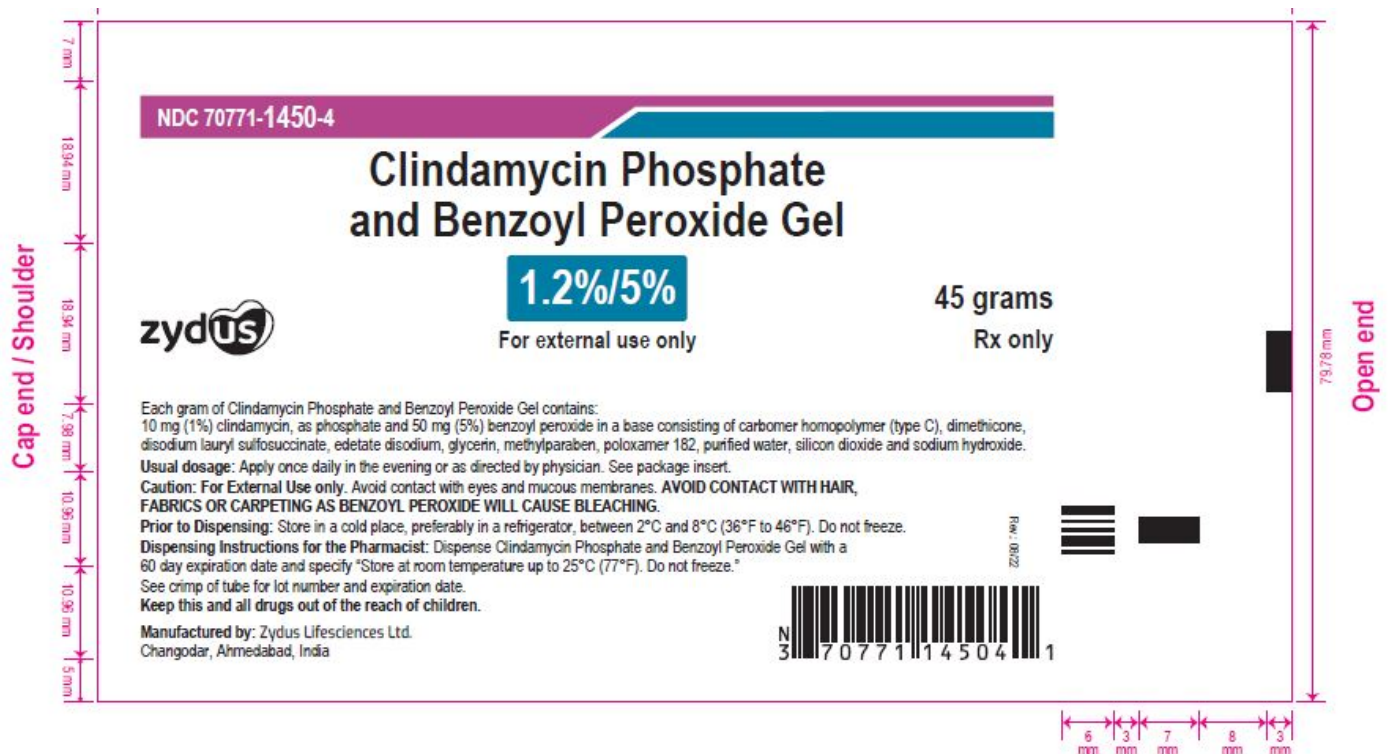 7 mm
18.94 mm
18.94 mm
7.98 mm
10.96 mm
10.96 mm
5 mm
Cap end / Shoulder
NDC 70771-1450-4
Clindamycin Phosphate
and Benzoyl Peroxide Gel
1.2%/5%
zydus
For external use only
45 grams
Rx only
Each gram of Clindamycin Phosphate and Benzoyl Peroxide Gel contains:
10 mg (1%) clindamycin, as phosphate and 50 mg (5%) benzoyl peroxide in a base consisting of carbomer homopolymer (type C), dimethicone,
disodium lauryl sulfosuccinate, edetate disodium, glycerin, methylparaben, poloxamer 182, purified water, silicon dioxide and sodium hydroxide.
Usual dosage: Apply once daily in the evening or as directed by physician. See package insert.
Caution: For External Use only. Avoid contact with eyes and mucous membranes. AVOID CONTACT WITH HAIR,
FABRICS OR CARPETING AS BENZOYL PEROXIDE WILL CAUSE BLEACHING.
Prior to Dispensing: Store in a cold place, preferably in a refrigerator, between 2°C and 8°C (36°F to 46°F). Do not freeze.
Dispensing Instructions for the Pharmacist: Dispense Clindamycin Phosphate and Benzoyl Peroxide Gel with a
60 day expiration date and specify “Store at room temperature up to 25°C (77°F). Do not freeze.”
See crimp of tube for lot number and expiration date.
Keep this and all drugs out of the reach of children.
Manufactured by: Zydus Lifesciences Ltd.
Changodar, Ahmedabad, India
Rev.: 08/22
N
3 70771 14504 1
79.78 mm
Open end
6 mm
3 mm
7 mm
8 mm
3 mm